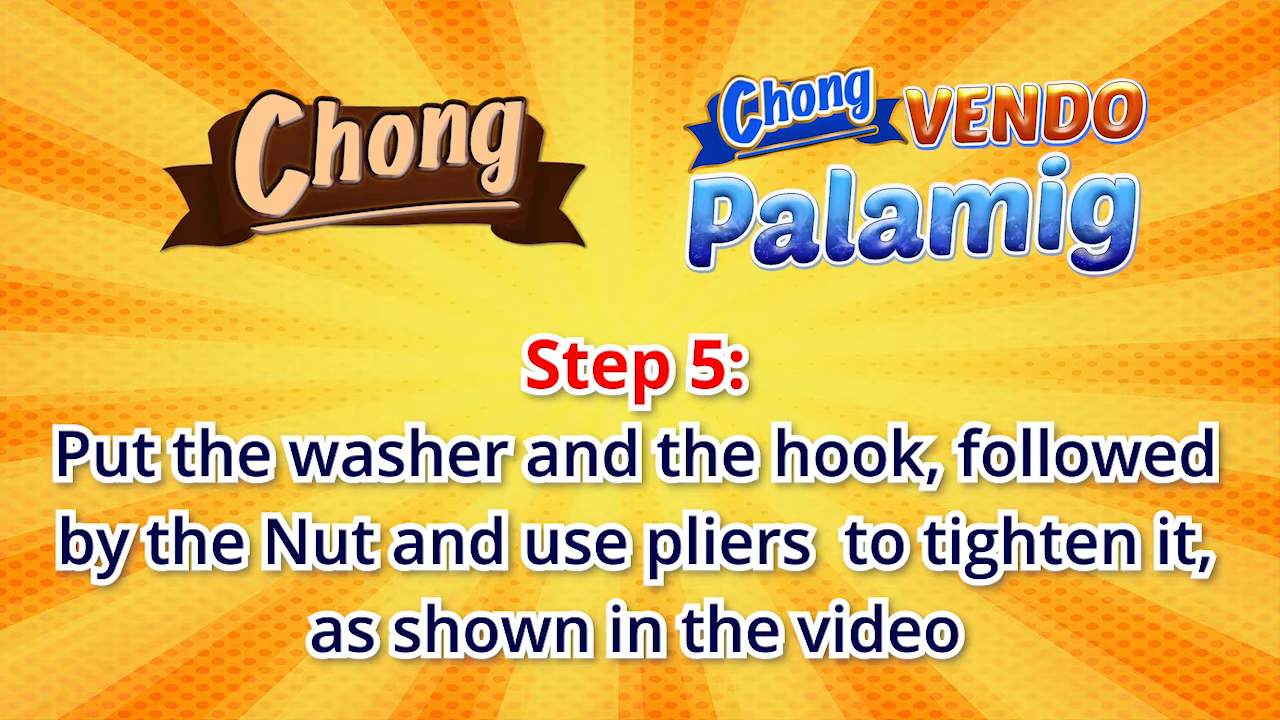 Chong
Chong VENDO
Palamig
Step 5:
Put the washer and the hook, followed
by the Nut and use pliers  to tighten it,
as shown in the video